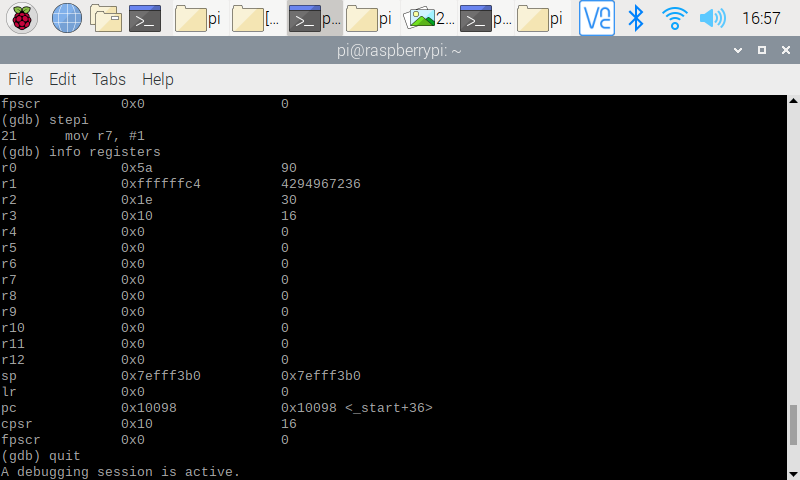 pi
[...
p...
pi
2...
p...
pi
16:57
pi@raspberrypi: ~
File Edit Tabs Help
fpscr 0x0 0
(gdb) stepi
21 mov r7, #1
(gdb) info registers
r0 0x5a 90
r1 0xffffffc4 4294967236
r2 0x1e 30
r3 0x10 16
r4 0x0 0
r5 0x0 0
r6 0x0 0
r7 0x0 0
r8 0x0 0
r9 0x0 0
r10 0x0 0
r11 0x0 0
r12 0x0 0
sp 0x7efff3b0 0x7efff3b0
lr 0x0 0
pc 0x10098 0x10098 <_start+36>
cpsr 0x10 16
fpscr 0x0 0
(gdb) quit
A debugging session is active.